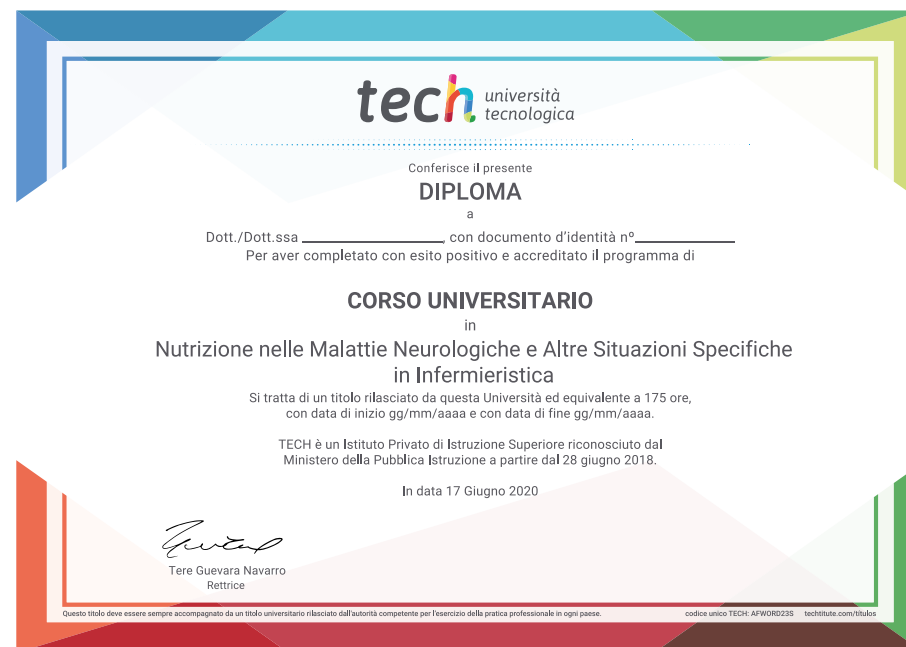 tech università
tecnologica
Conferisce il presente
DIPLOMA
a
Dott./Dott.ssa ____________________, con documento d'identità nº______________
Per aver completato con esito positivo e accreditato il programma di
CORSO UNIVERSITARIO
in
Nutrizione nelle Malattie Neurologiche e Altre Situazioni Specifiche
in Infermieristica
Si tratta di un titolo rilasciato da questa Università ed equivalente a 175 ore,
con data di inizio gg/mm/aaaa e con data di fine gg/mm/aaaa.
TECH è un Istituto Privato di Istruzione Superiore riconosciuto dal
Ministero della Pubblica Istruzione a partire dal 28 giugno 2018.
In data 17 Giugno 2020
Tere Guevara Navarro
Rettrice
Questo titolo deve essere sempre accompagnato da un titolo universitario rilasciato dall'autorità competente per l'esercizio della pratica professionale in ogni paese. codice unico TECH: AFWORD23S techtitute.com/titulos